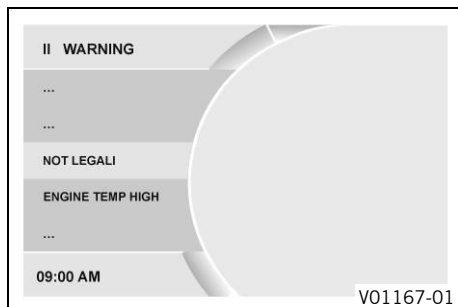 II WARNING
...
...
NOT LEGALI
ENGINE TEMP HIGH
...
09:00 AM
V01167-01